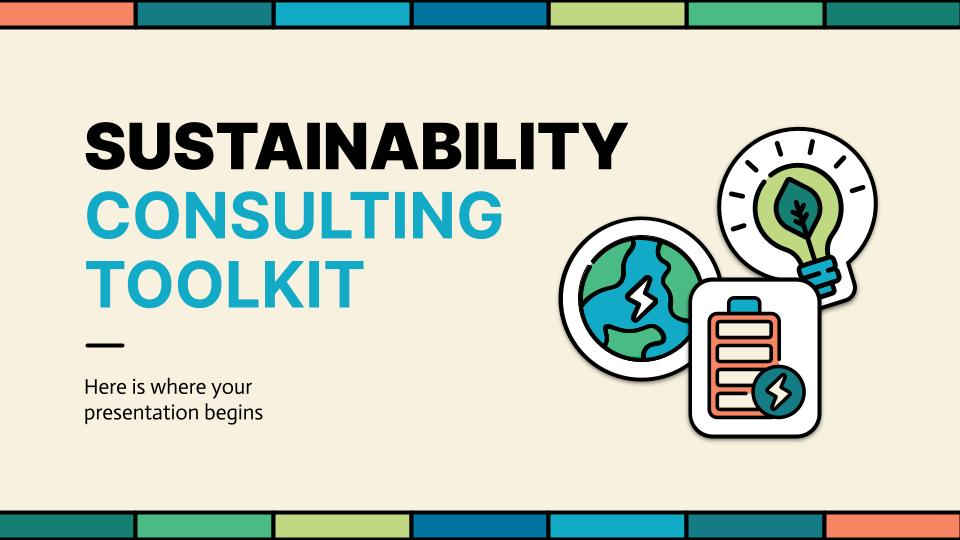 SUSTAINABILITY
CONSULTING
TOOLKIT
Here is where your
presentation begins